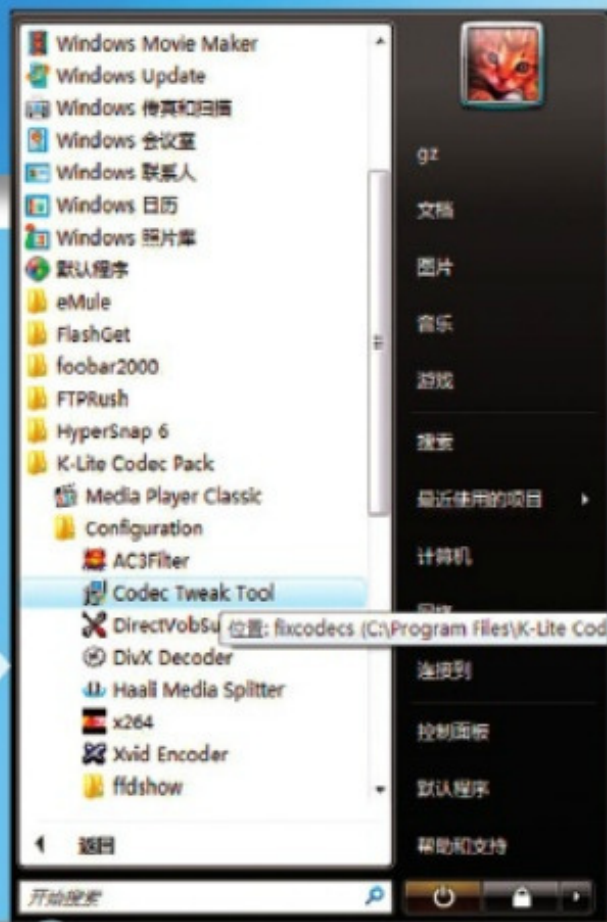 Windows Movie Maker
Windows Update
Windows 传真和扫描
Windows 会议室
Windows 联系人
Windows 日历
Windows 照片库
默认程序
eMule
FlashGet
foobar2000
FTPRush
HyperSnap 6
K-Lite Codec Pack
Media Player Classic
Configuration
AC3Filter
Codec Tweak Tool
DirectVobSu
位置: fixcodecs (C:\Program Files\K-Lite Cod
DivX Decoder
Haali Media Splitter
x264
Xvid Encoder
ffdshow
返回
开始搜索
gz
文档
图片
音乐
游戏
搜索
最近使用的项目
计算机
连接到
控制面板
默认程序
帮助和支持